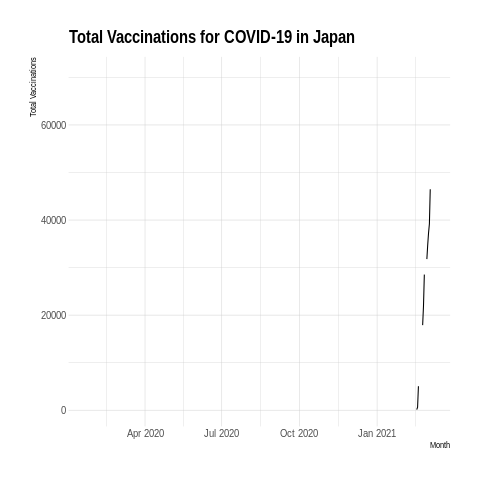 Total Vaccinations for COVID-19 in Japan
Total Vaccinations
60000
40000
20000
0
Apr 2020 Jul 2020 Oct 2020 Jan 2021
Month